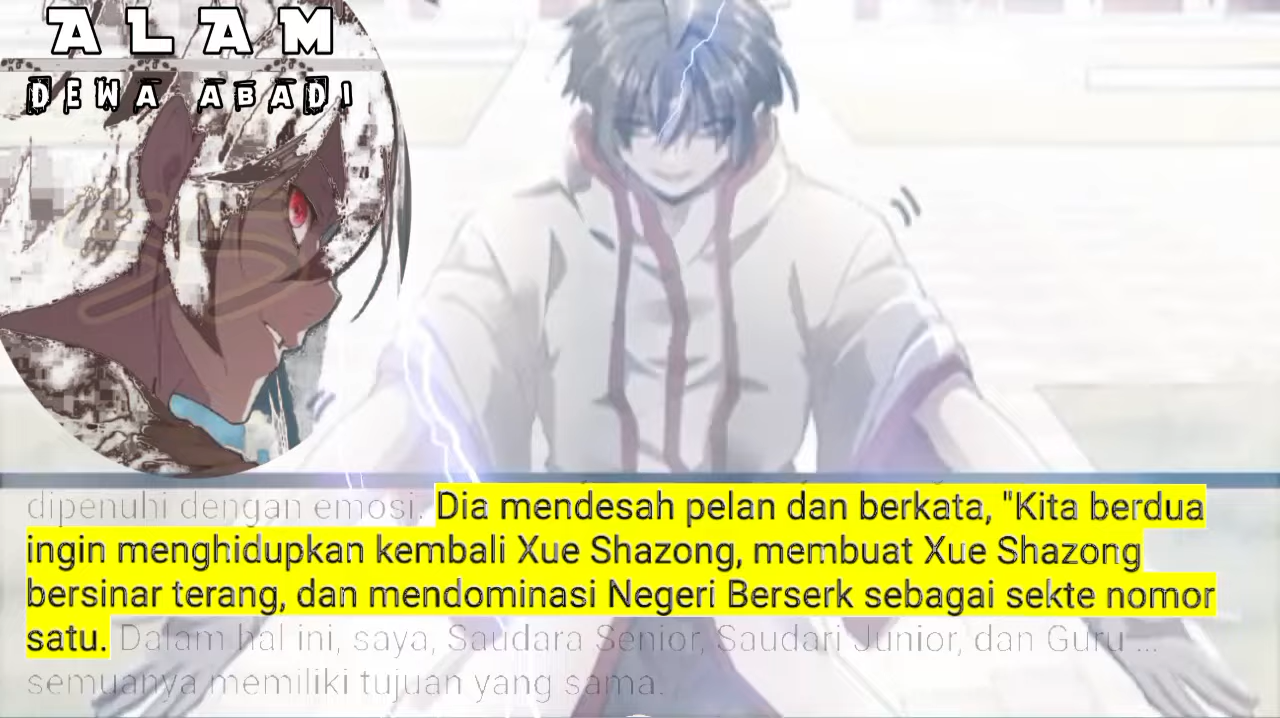 ALAM
DEWA ABADI
dipenuhi dengan emosi. Dia mendesah pelan dan berkata, "Kita berdua
ingin menghidupkan kembali Xue Shazong, membuat Xue Shazong
bersinar terang, dan mendominasi Negeri Berserk sebagai sekte nomor
satu. Dalam hal ini, saya, Saudara Senior, Saudari Junior, dan Guru ...
semuanya memiliki tujuan yang sama.